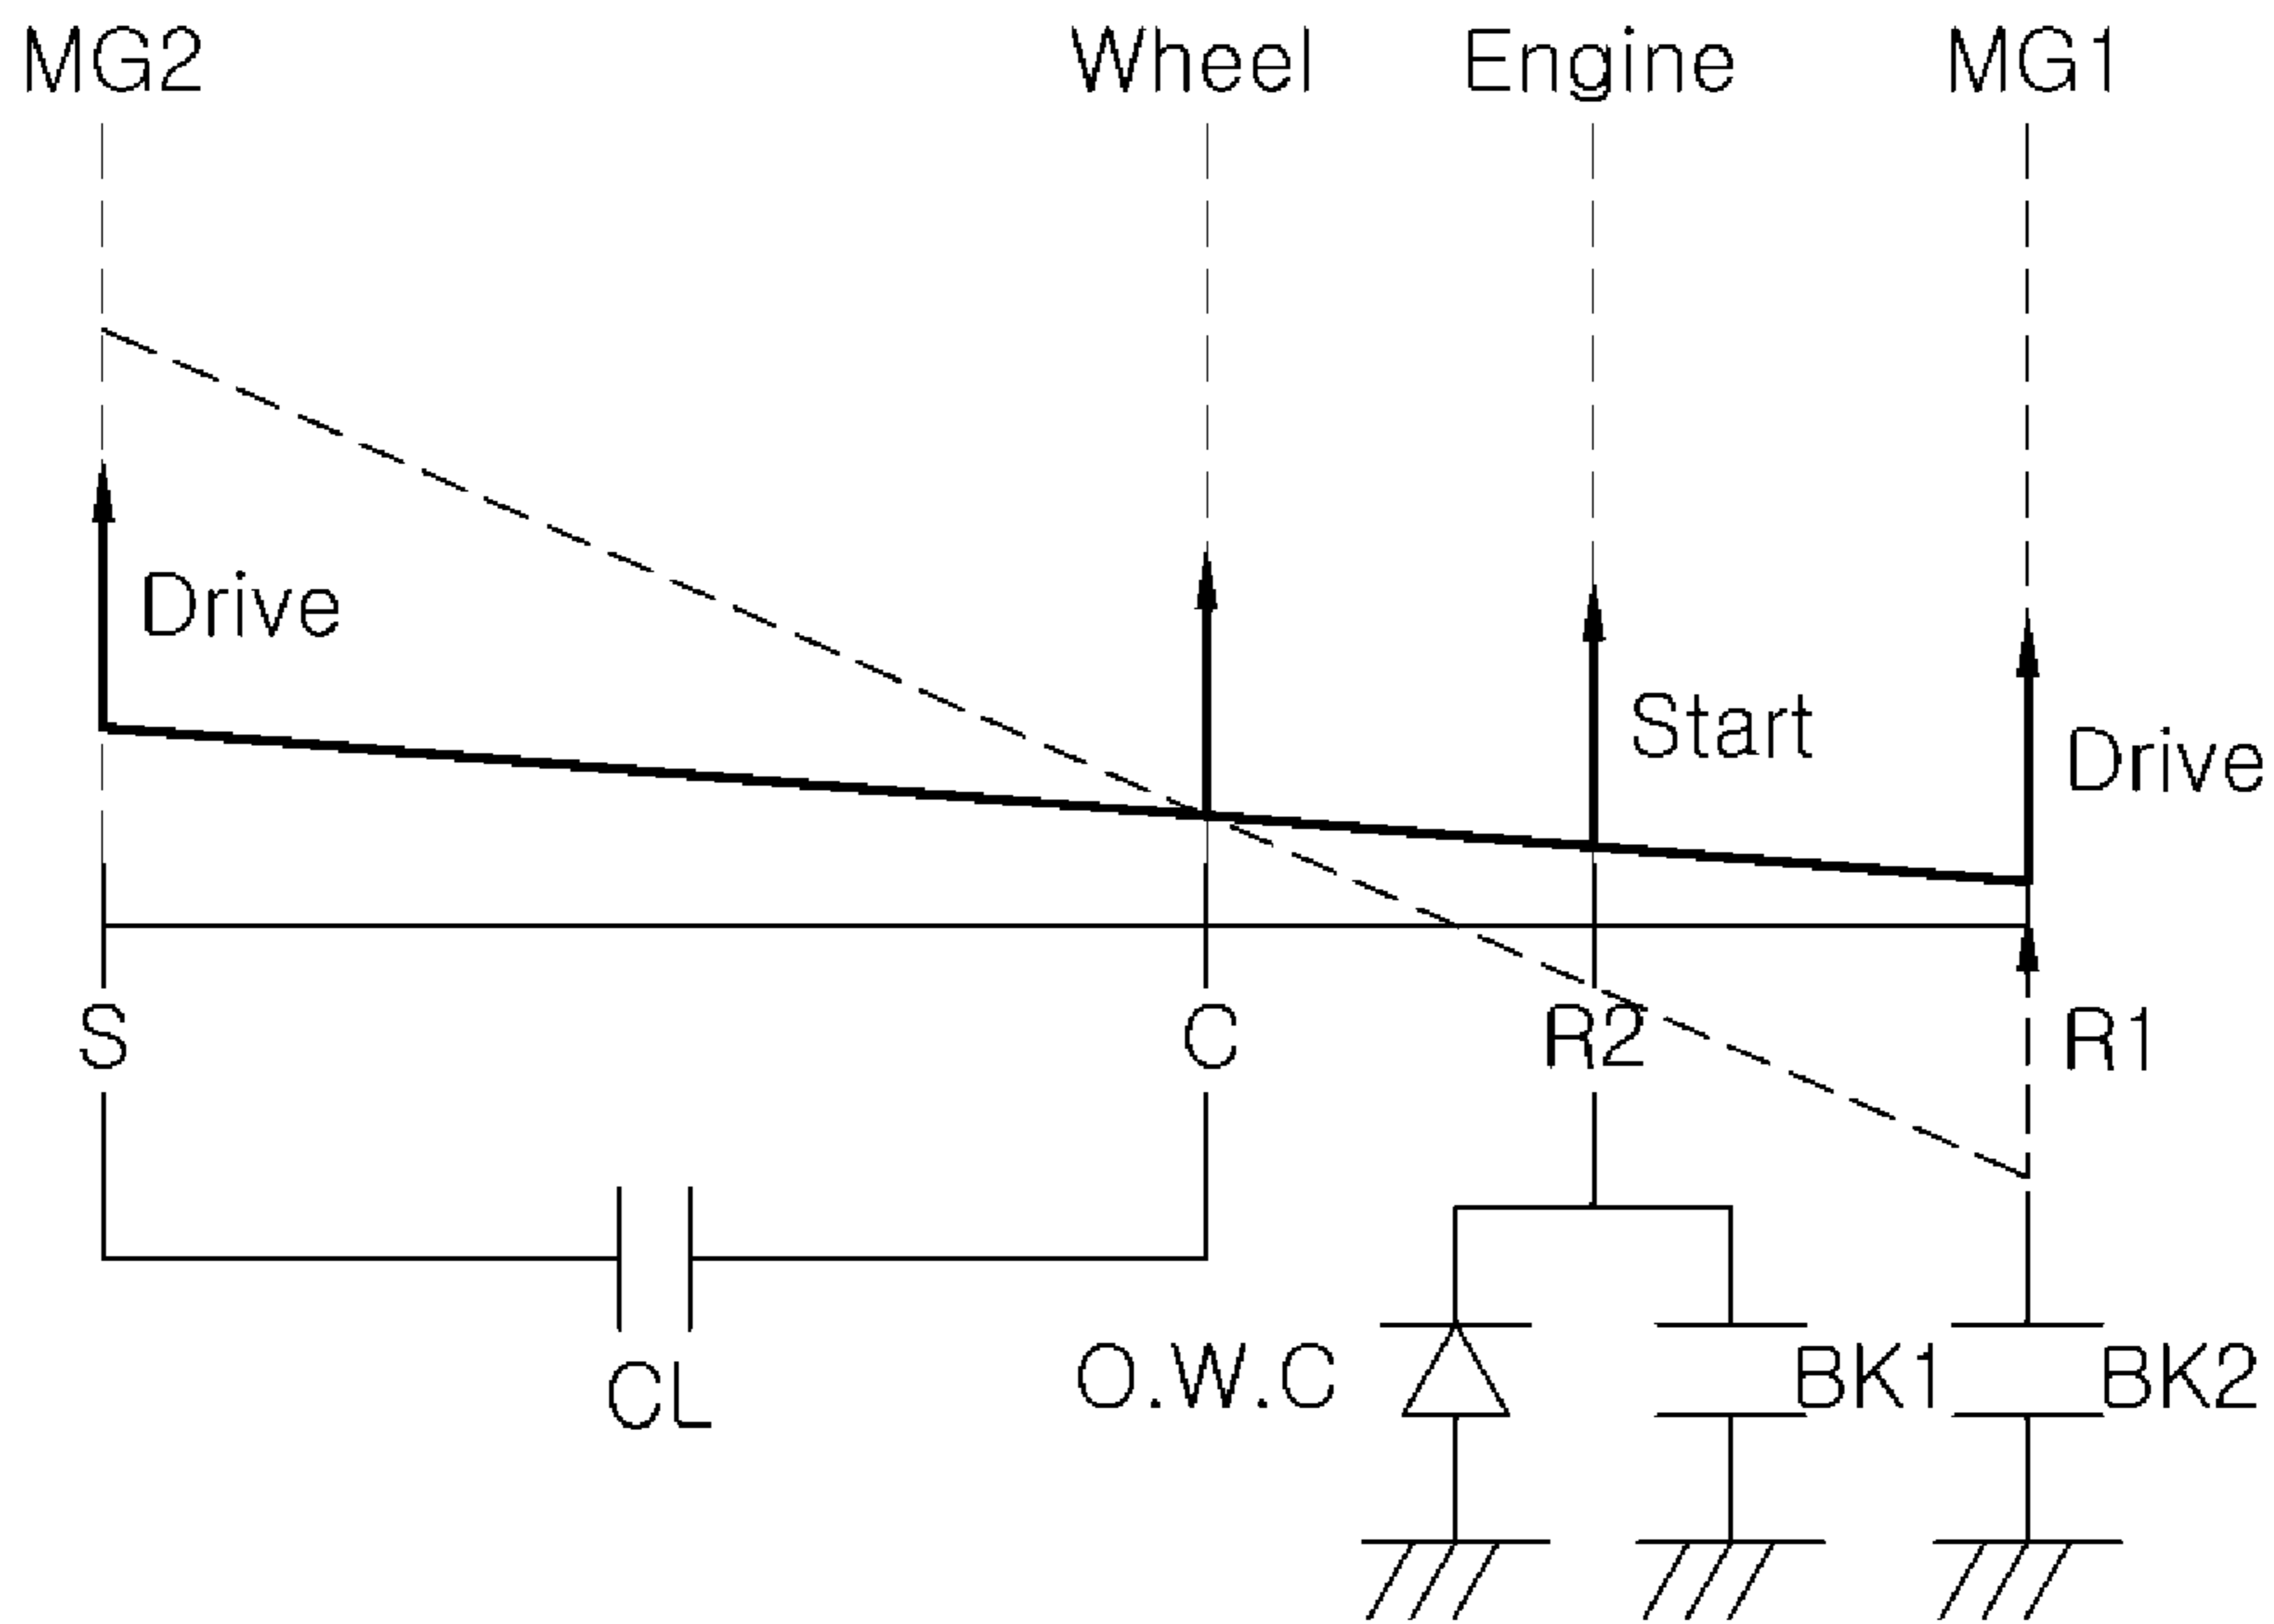 MG2 Wheel Engine MG1
Drive
Start
Drive
S C R2 R1
CL
O.W.C BK1 BK2